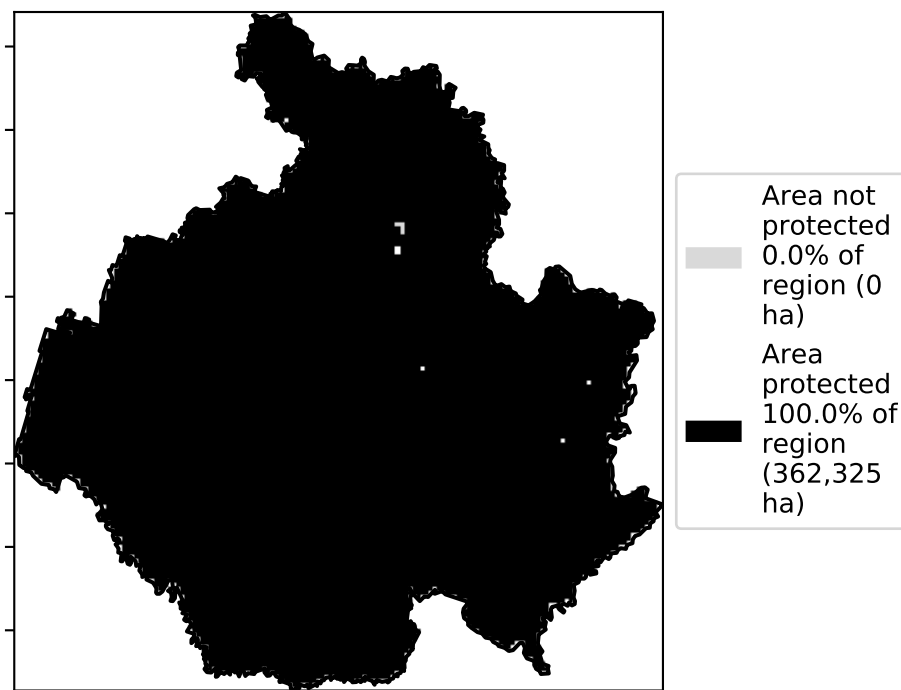 Area not
protected
0.0% of
region (0
ha)
Area
protected
100.0% of
region
(362,325
ha)